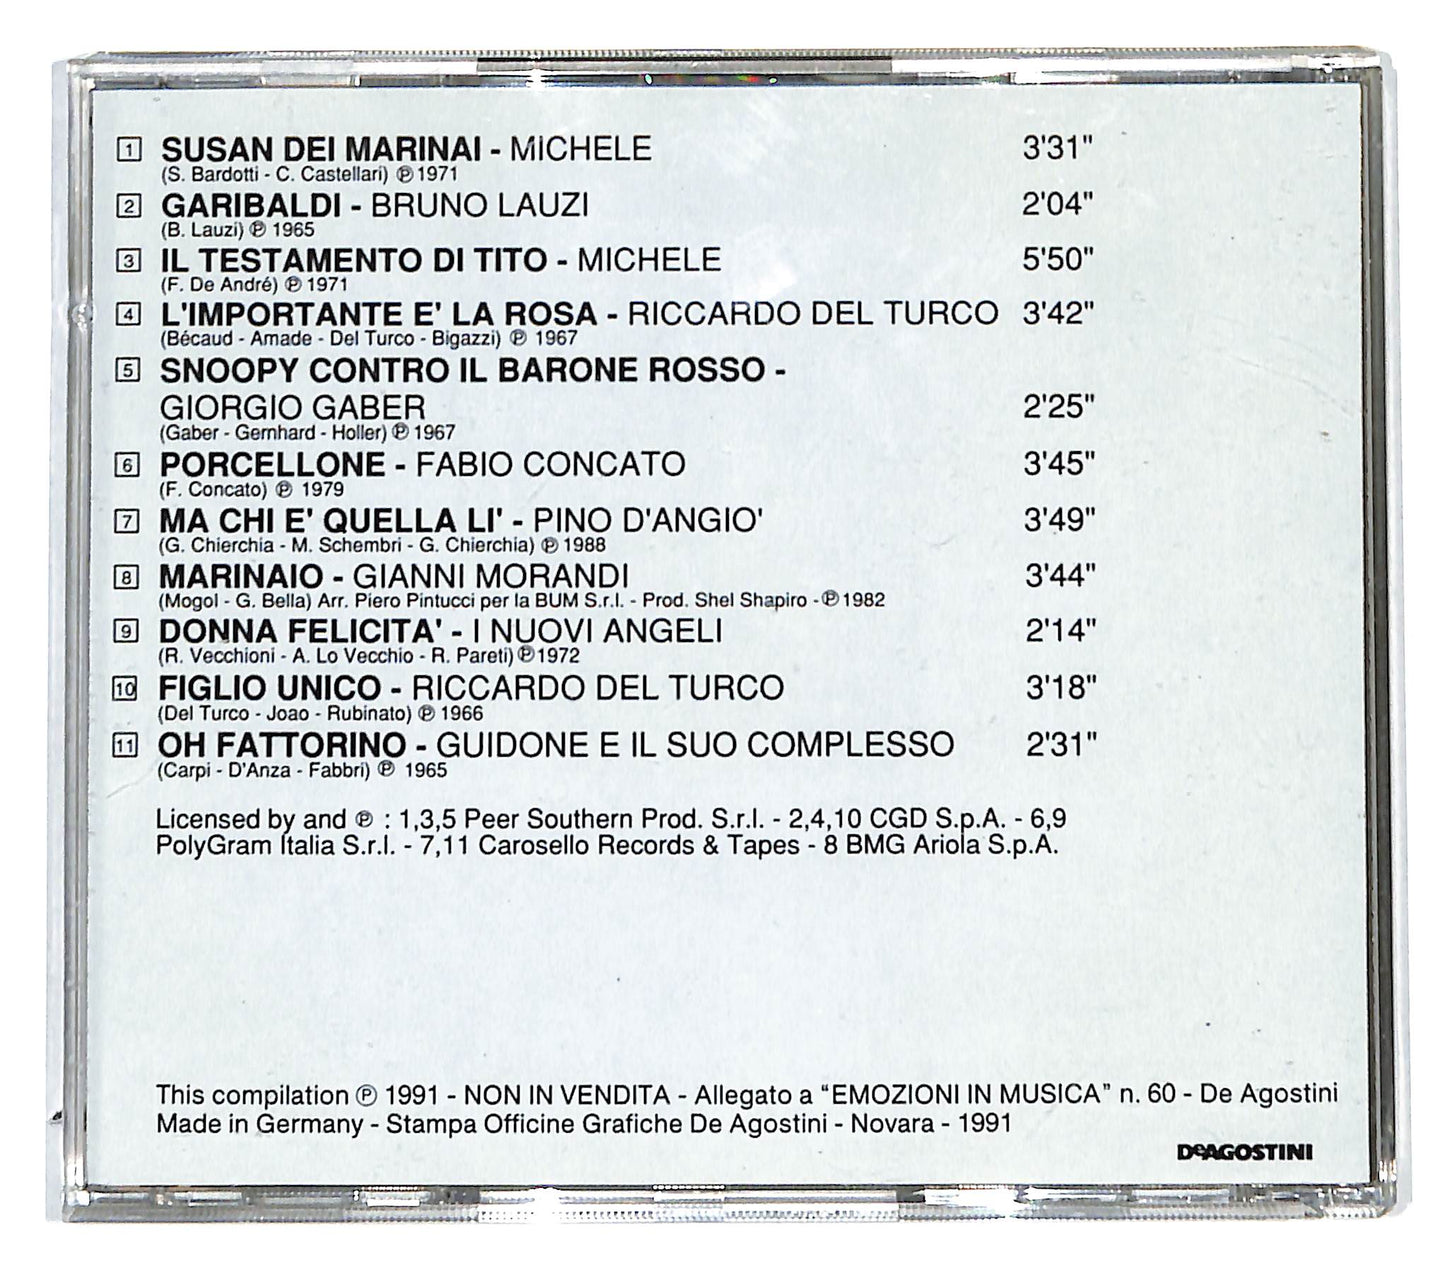 1 SUSAN DEI MARINAI - MICHELE 3'31"
(S. Bardotti - C. Castellari) ℗ 1971
2 GARIBALDI - BRUNO LAUZI 2'04"
(B. Lauzi) ℗ 1965
3 IL TESTAMENTO DI TITO - MICHELE 5'50"
(F. De André) ℗ 1971
4 L'IMPORTANTE E' LA ROSA - RICCARDO DEL TURCO 3'42"
(Bécaud - Amade - Del Turco - Bigazzi) ℗ 1967
5 SNOOPY CONTRO IL BARONE ROSSO -
GIORGIO GABER 2'25"
(Gaber - Gernhard - Holler) ℗ 1967
6 PORCELLONE - FABIO CONCATO 3'45"
(F. Concato) ℗ 1979
7 MA CHI E' QUELLA LI' - PINO D'ANGIO' 3'49"
(G. Chierchia - M. Schembri - G. Chierchia) ℗ 1988
8 MARINAIO - GIANNI MORANDI 3'44"
(Mogol - G. Bella) Arr. Piero Pintucci per la BUM S.r.l. - Prod. Shel Shapiro - ℗ 1982
9 DONNA FELICITA' - I NUOVI ANGELI 2'14"
(R. Vecchioni - A. Lo Vecchio - R. Pareti) ℗ 1972
10 FIGLIO UNICO - RICCARDO DEL TURCO 3'18"
(Del Turco - Joao - Rubinato) ℗ 1966
11 OH FATTORINO - GUIDONE E IL SUO COMPLESSO 2'31"
(Carpi - D'Anza - Fabbri) ℗ 1965
Licensed by and ℗ : 1,3,5 Peer Southern Prod. S.r.l. - 2,4,10 CGD S.p.A. - 6,9
PolyGram Italia S.r.l. - 7,11 Carosello Records & Tapes - 8 BMG Ariola S.p.A.
This compilation ℗ 1991 - NON IN VENDITA - Allegato a “EMOZIONI IN MUSICA” n. 60 - De Agostini
Made in Germany - Stampa Officine Grafiche De Agostini - Novara - 1991
DeAGOSTINI